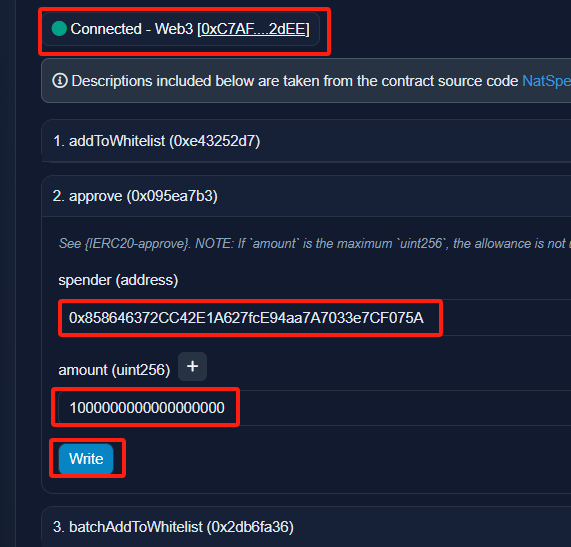 Connected - Web3 [0xC7AF....2dEE]
Descriptions included below are taken from the contract source code NatSpe
1. addToWhitelist (0xe43252d7)
2. approve (0x095ea7b3)
See {IERC20-approve}. NOTE: If `amount` is the maximum `uint256`, the allowance is not u
spender (address)
0x858646372CC42E1A627fcE94aa7A7033e7CF075A
amount (uint256) +
1000000000000000000
Write
3. batchAddToWhitelist (0x2db6fa36)